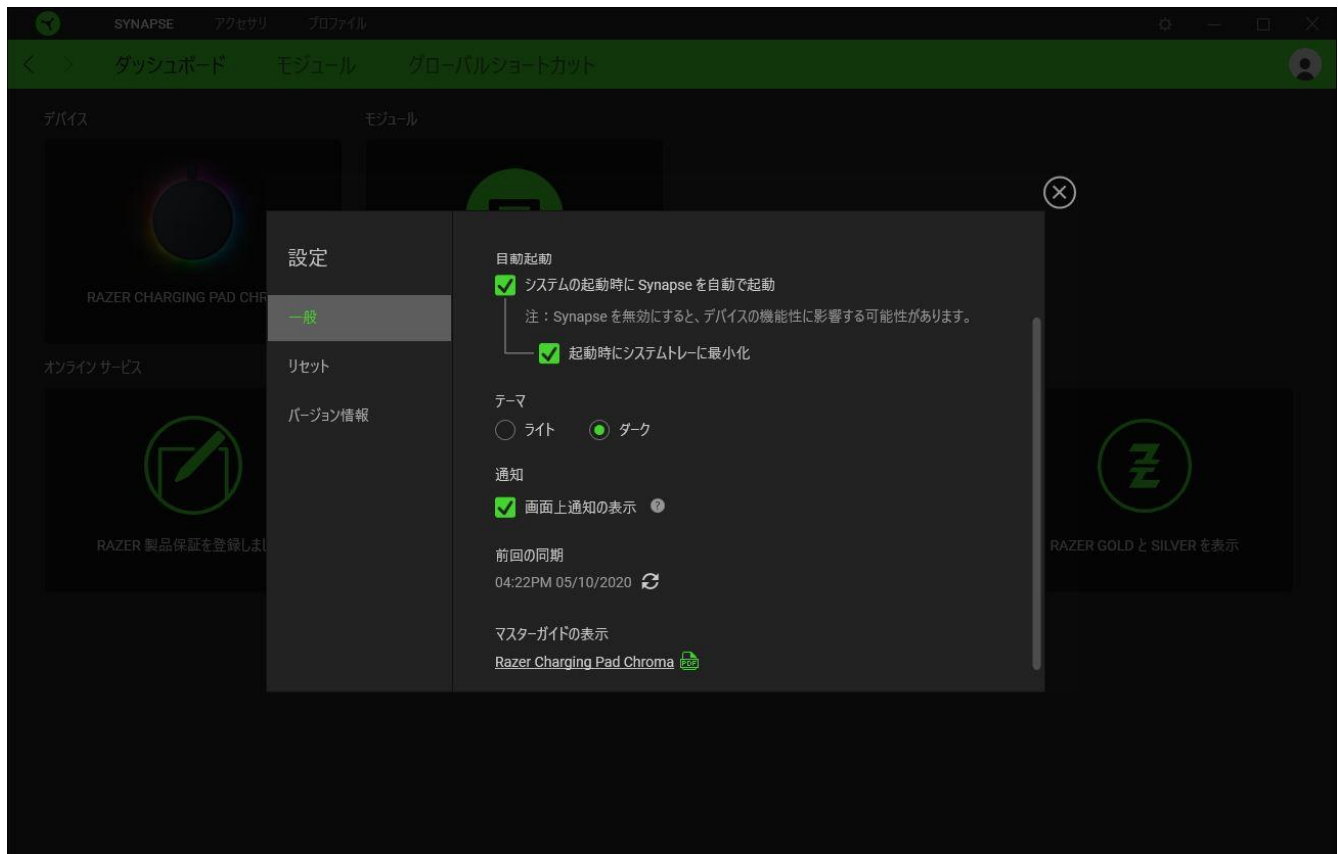 SYNAPSE アクセサリ プロファイル
ダッシュボード モジュール グローバルショートカット
デバイス
モジュール
RAZER CHARGING PAD CHR
オンライン サービス
RAZER 製品保証を登録しまし
RAZER GOLD と SILVER を表示
設定
一般
リセット
バージョン情報
自動起動
システムの起動時に Synapse を自動で起動
注：Synapse を無効にすると、デバイスの機能性に影響する可能性があります。
起動時にシステムトレーに最小化
テーマ
ライト ダーク
通知
画面上通知の表示 ?
前回の同期
04:22PM 05/10/2020
マスターガイドの表示
Razer Charging Pad Chroma PDF